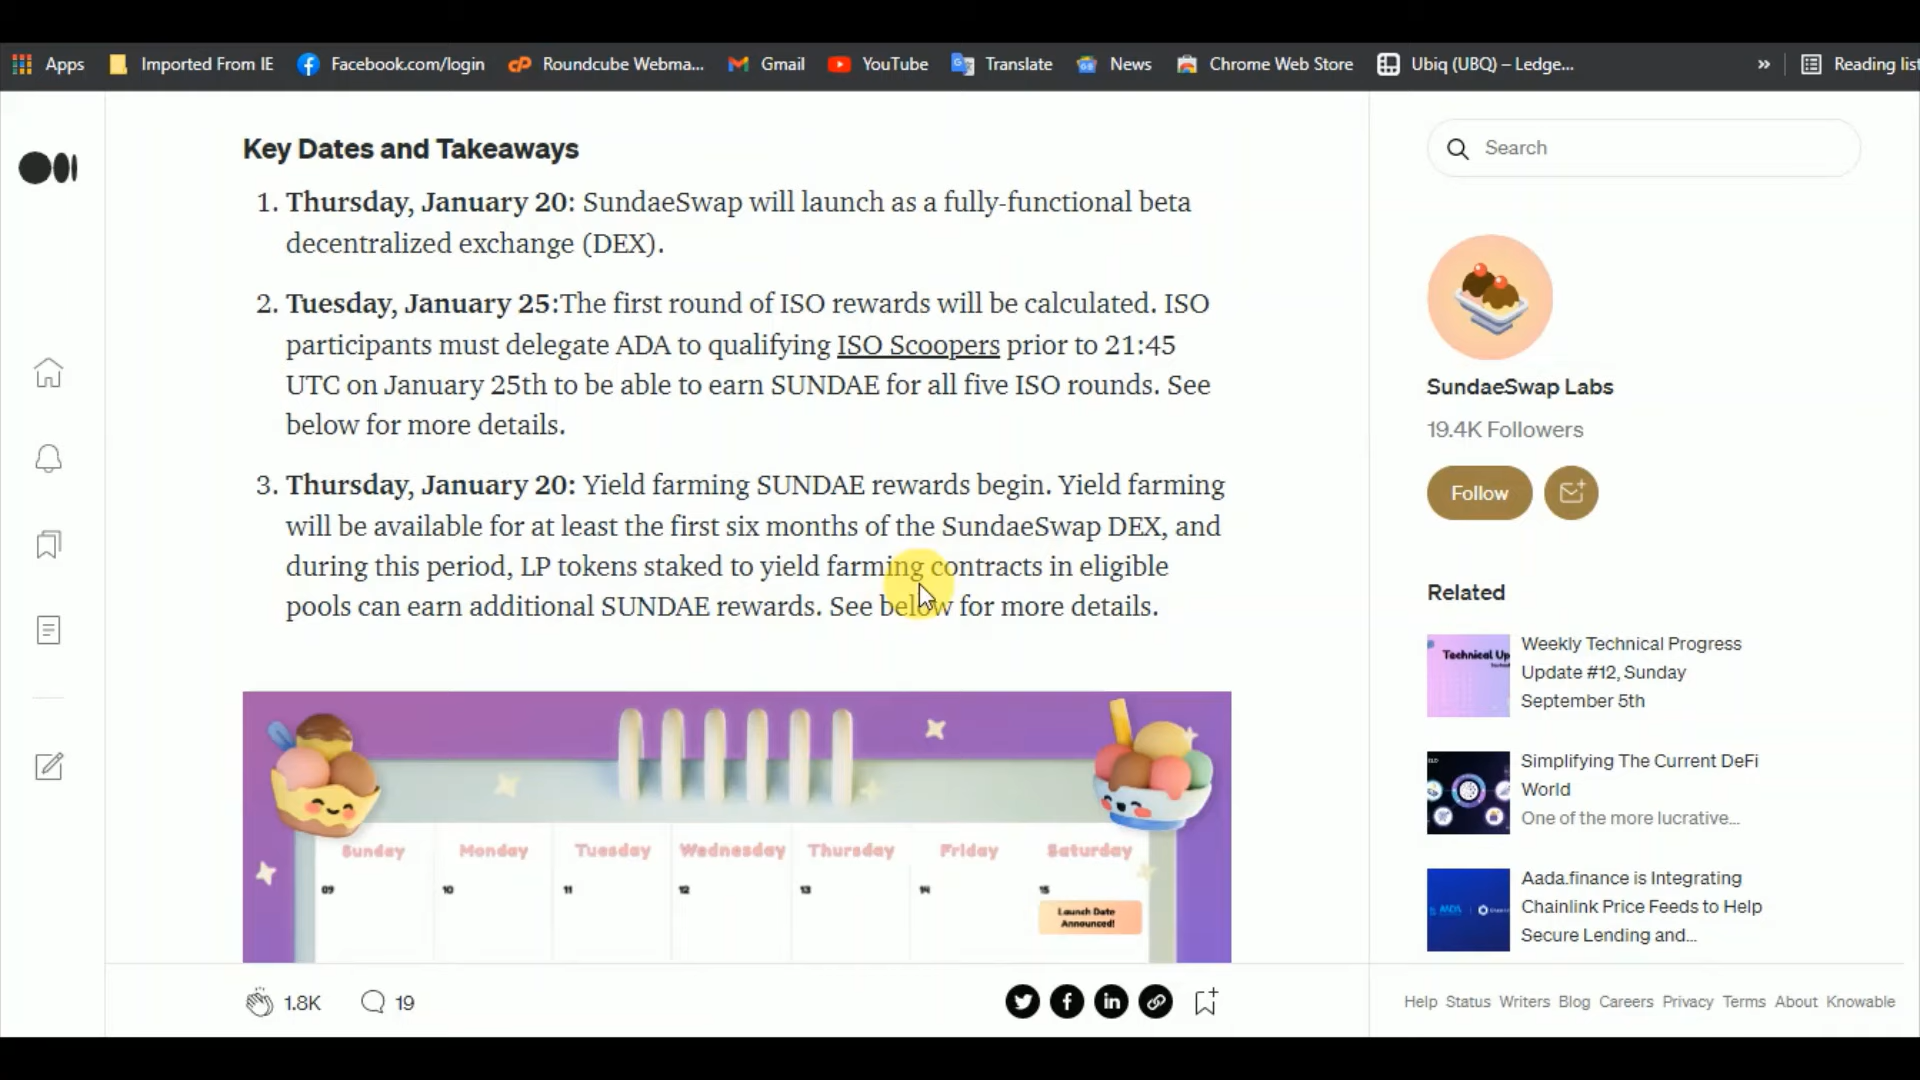 Apps Imported From IE Facebook.com/login Roundcube Webma... Gmail YouTube Translate News Chrome Web Store Ubiq (UBQ) – Ledge... » Reading list
Key Dates and Takeaways
1. Thursday, January 20: SundaeSwap will launch as a fully-functional beta
decentralized exchange (DEX).
2. Tuesday, January 25:The first round of ISO rewards will be calculated. ISO
participants must delegate ADA to qualifying ISO Scoopers prior to 21:45
UTC on January 25th to be able to earn SUNDAE for all five ISO rounds. See
below for more details.
3. Thursday, January 20: Yield farming SUNDAE rewards begin. Yield farming
will be available for at least the first six months of the SundaeSwap DEX, and
during this period, LP tokens staked to yield farming contracts in eligible
pools can earn additional SUNDAE rewards. See below for more details.
Sunday Monday Tuesday Wednesday Thursday Friday Saturday
09 10 11 12 13 14 15
Launch Date
Announced!
1.8K 19
Search
SundaeSwap Labs
19.4K Followers
Follow
Related
Technical Up
Weekly Technical Progress
Update #12, Sunday
September 5th
Simplifying The Current DeFi
World
One of the more lucrative...
AADA
Aada.finance is Integrating
Chainlink Price Feeds to Help
Secure Lending and...
Help Status Writers Blog Careers Privacy Terms About Knowable